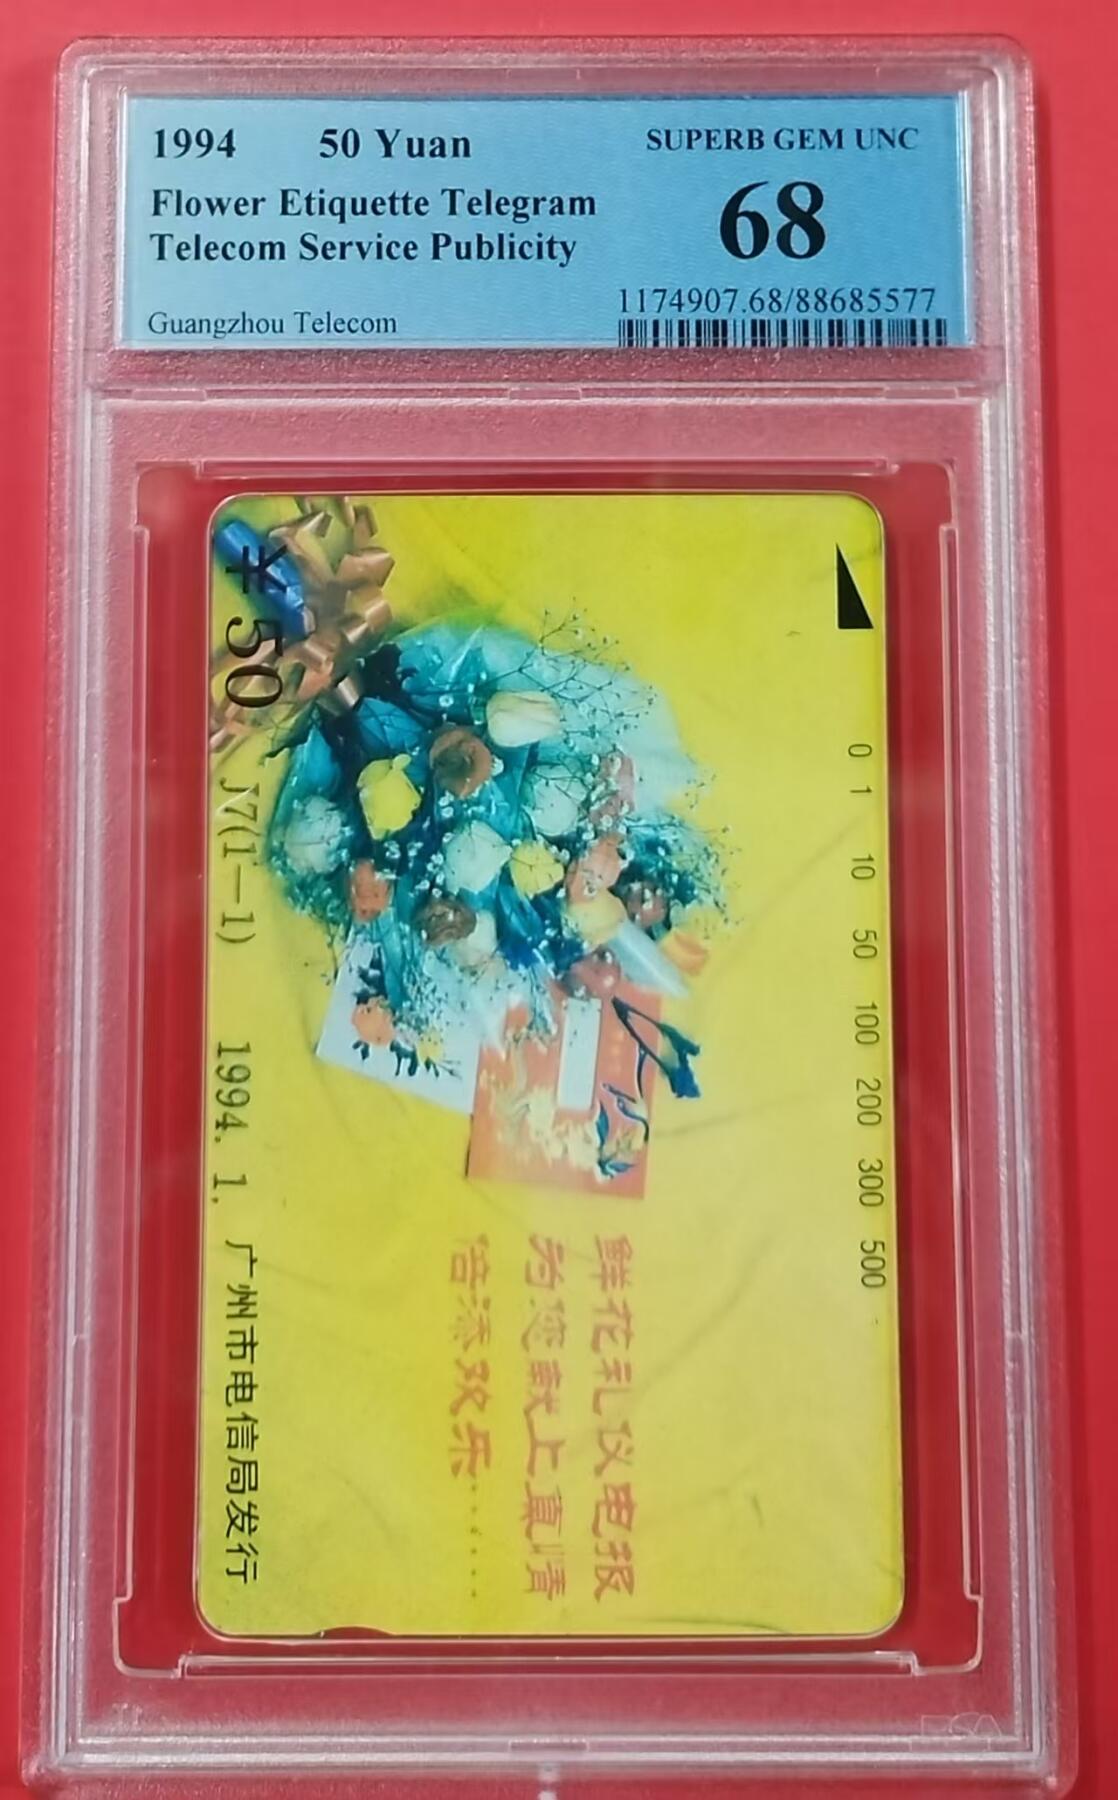 1994 50 Yuan
SUPERB GEM UNC
68
Flower Etiquette Telegram
Telecom Service Publicity
Guangzhou Telecom
1174907.68/88685577
0 1 10 50 100 200 300 500
鲜花礼仪电报
为您献上真情
倍添欢乐······
¥50 J7(1—1) 1994.1. 广州市电信局发行